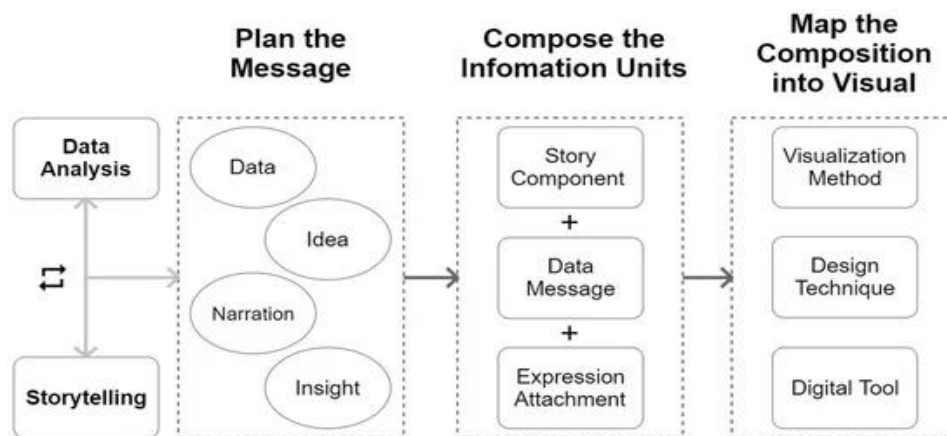 Plan the
Message
Compose the
Infomation Units
Map the
Composition
into Visual
Data
Analysis
Storytelling
Data
Idea
Narration
Insight
Story
Component
+
Data
Message
+
Expression
Attachment
Visualization
Method
Design
Technique
Digital Tool